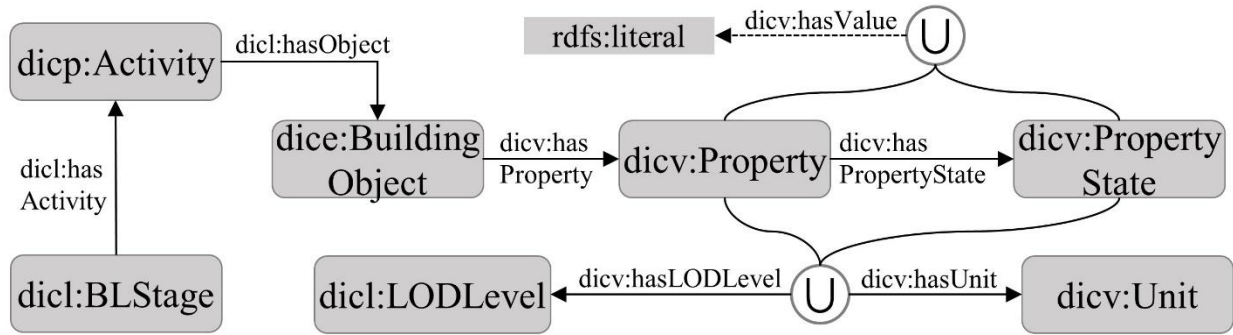 dicp:Activity
dicl:hasObject
rdfs:literal
dicv:hasValue
U
dicl:has
Activity
dice:Building
Object
dicv:has
Property
dicv:Property
dicv:has
PropertyState
dicv:Property
State
dicl:BLStage
dicl:LODLevel
dicv:hasLODLevel
U
dicv:hasUnit
dicv:Unit